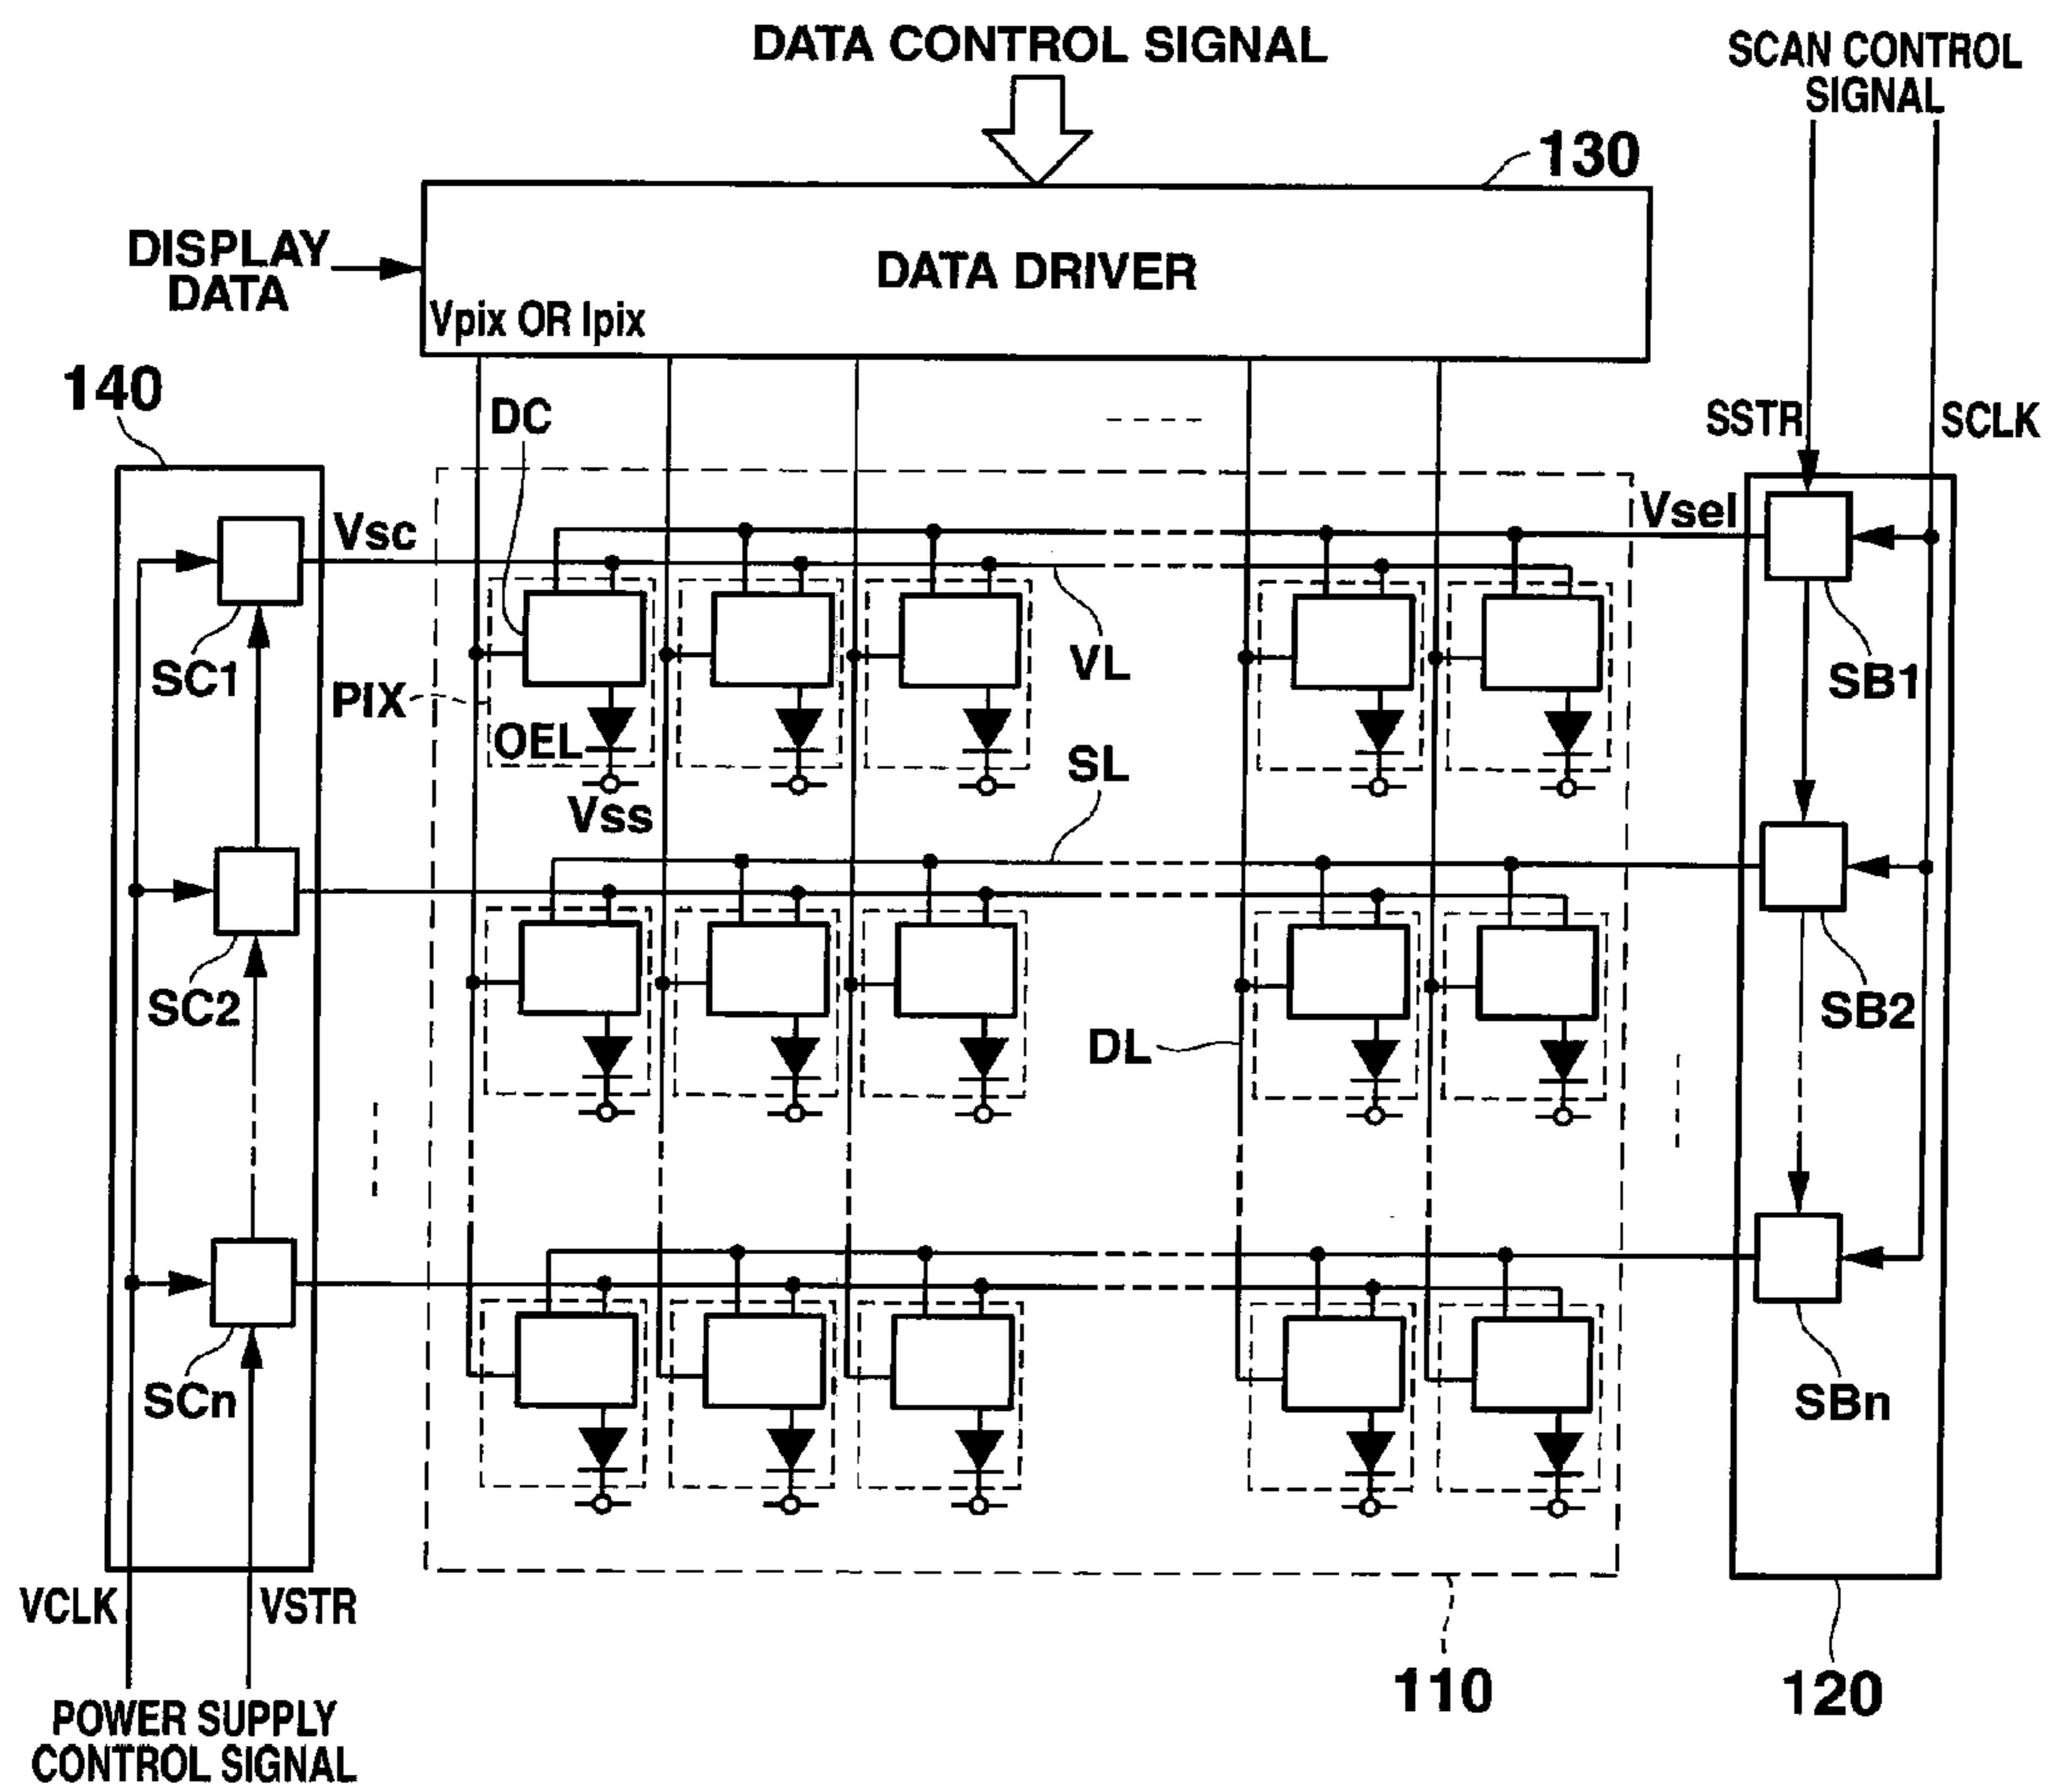 DATA CONTROL SIGNAL
SCAN CONTROL
SIGNAL
130
DISPLAY
DATA
DATA DRIVER
Vpix OR Ipix
140
DC
SSTR
SCLK
Vsc
Vsel
SC1
PIX
OEL
VL
SB1
Vss
SL
SC2
SB2
DL
SCn
SBn
VCLK
VSTR
110
120
POWER SUPPLY
CONTROL SIGNAL